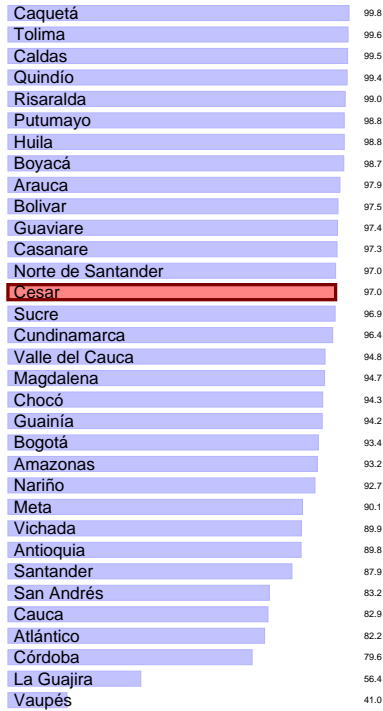 Caquetá 99.8
Tolima 99.6
Caldas 99.5
Quindío 99.4
Risaralda 99.0
Putumayo 98.8
Huila 98.8
Boyacá 98.7
Arauca 97.9
Bolivar 97.5
Guaviare 97.4
Casanare 97.3
Norte de Santander 97.0
Cesar 97.0
Sucre 96.9
Cundinamarca 96.4
Valle del Cauca 94.8
Magdalena 94.7
Chocó 94.3
Guainía 94.2
Bogotá 93.4
Amazonas 93.2
Nariño 92.7
Meta 90.1
Vichada 89.9
Antioquia 89.8
Santander 87.9
San Andrés 83.2
Cauca 82.9
Atlántico 82.2
Córdoba 79.6
La Guajira 56.4
Vaupés 41.0